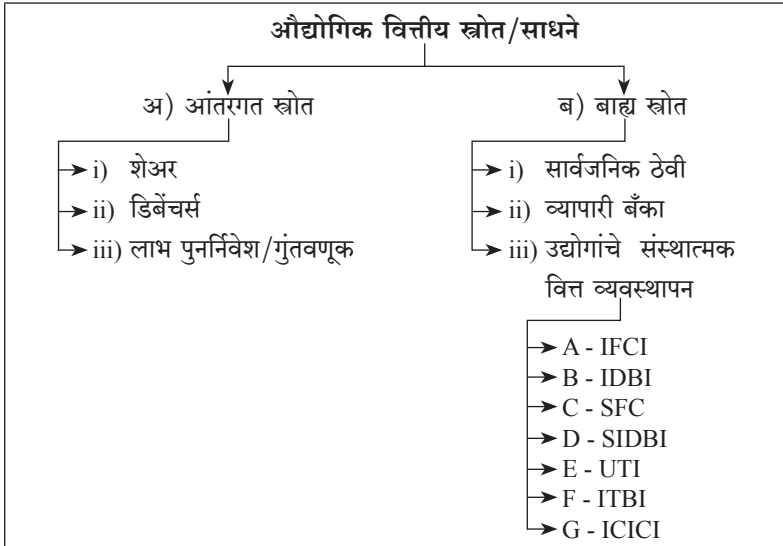 औद्योगिक वित्तीय स्त्रोत/साधने
अ) आंतरगत स्त्रोत
i) शेअर
ii) डिबेंचर्स
iii) लाभ पुनर्निवेश/गुंतवणूक
ब) बाह्य स्त्रोत
i) सार्वजनिक ठेवी
ii) व्यापारी बँका
iii) उद्योगांचे संस्थात्मक
वित्त व्यवस्थापन
A - IFCI
B - IDBI
C - SFC
D - SIDBI
E - UTI
F - ITBI
G - ICICI